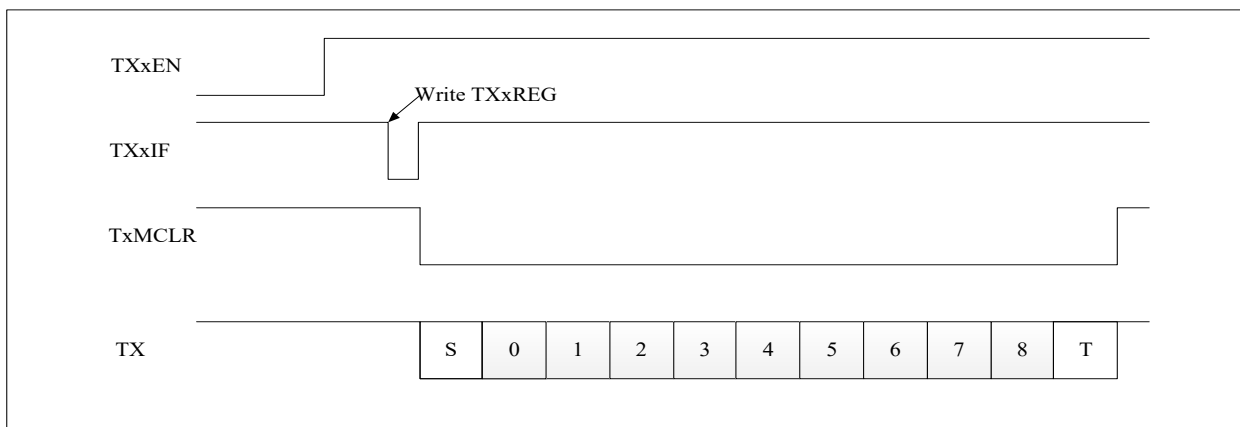 TXxEN
Write TXxREG
TXxIF
TxMCLR
TX S 0 1 2 3 4 5 6 7 8 T